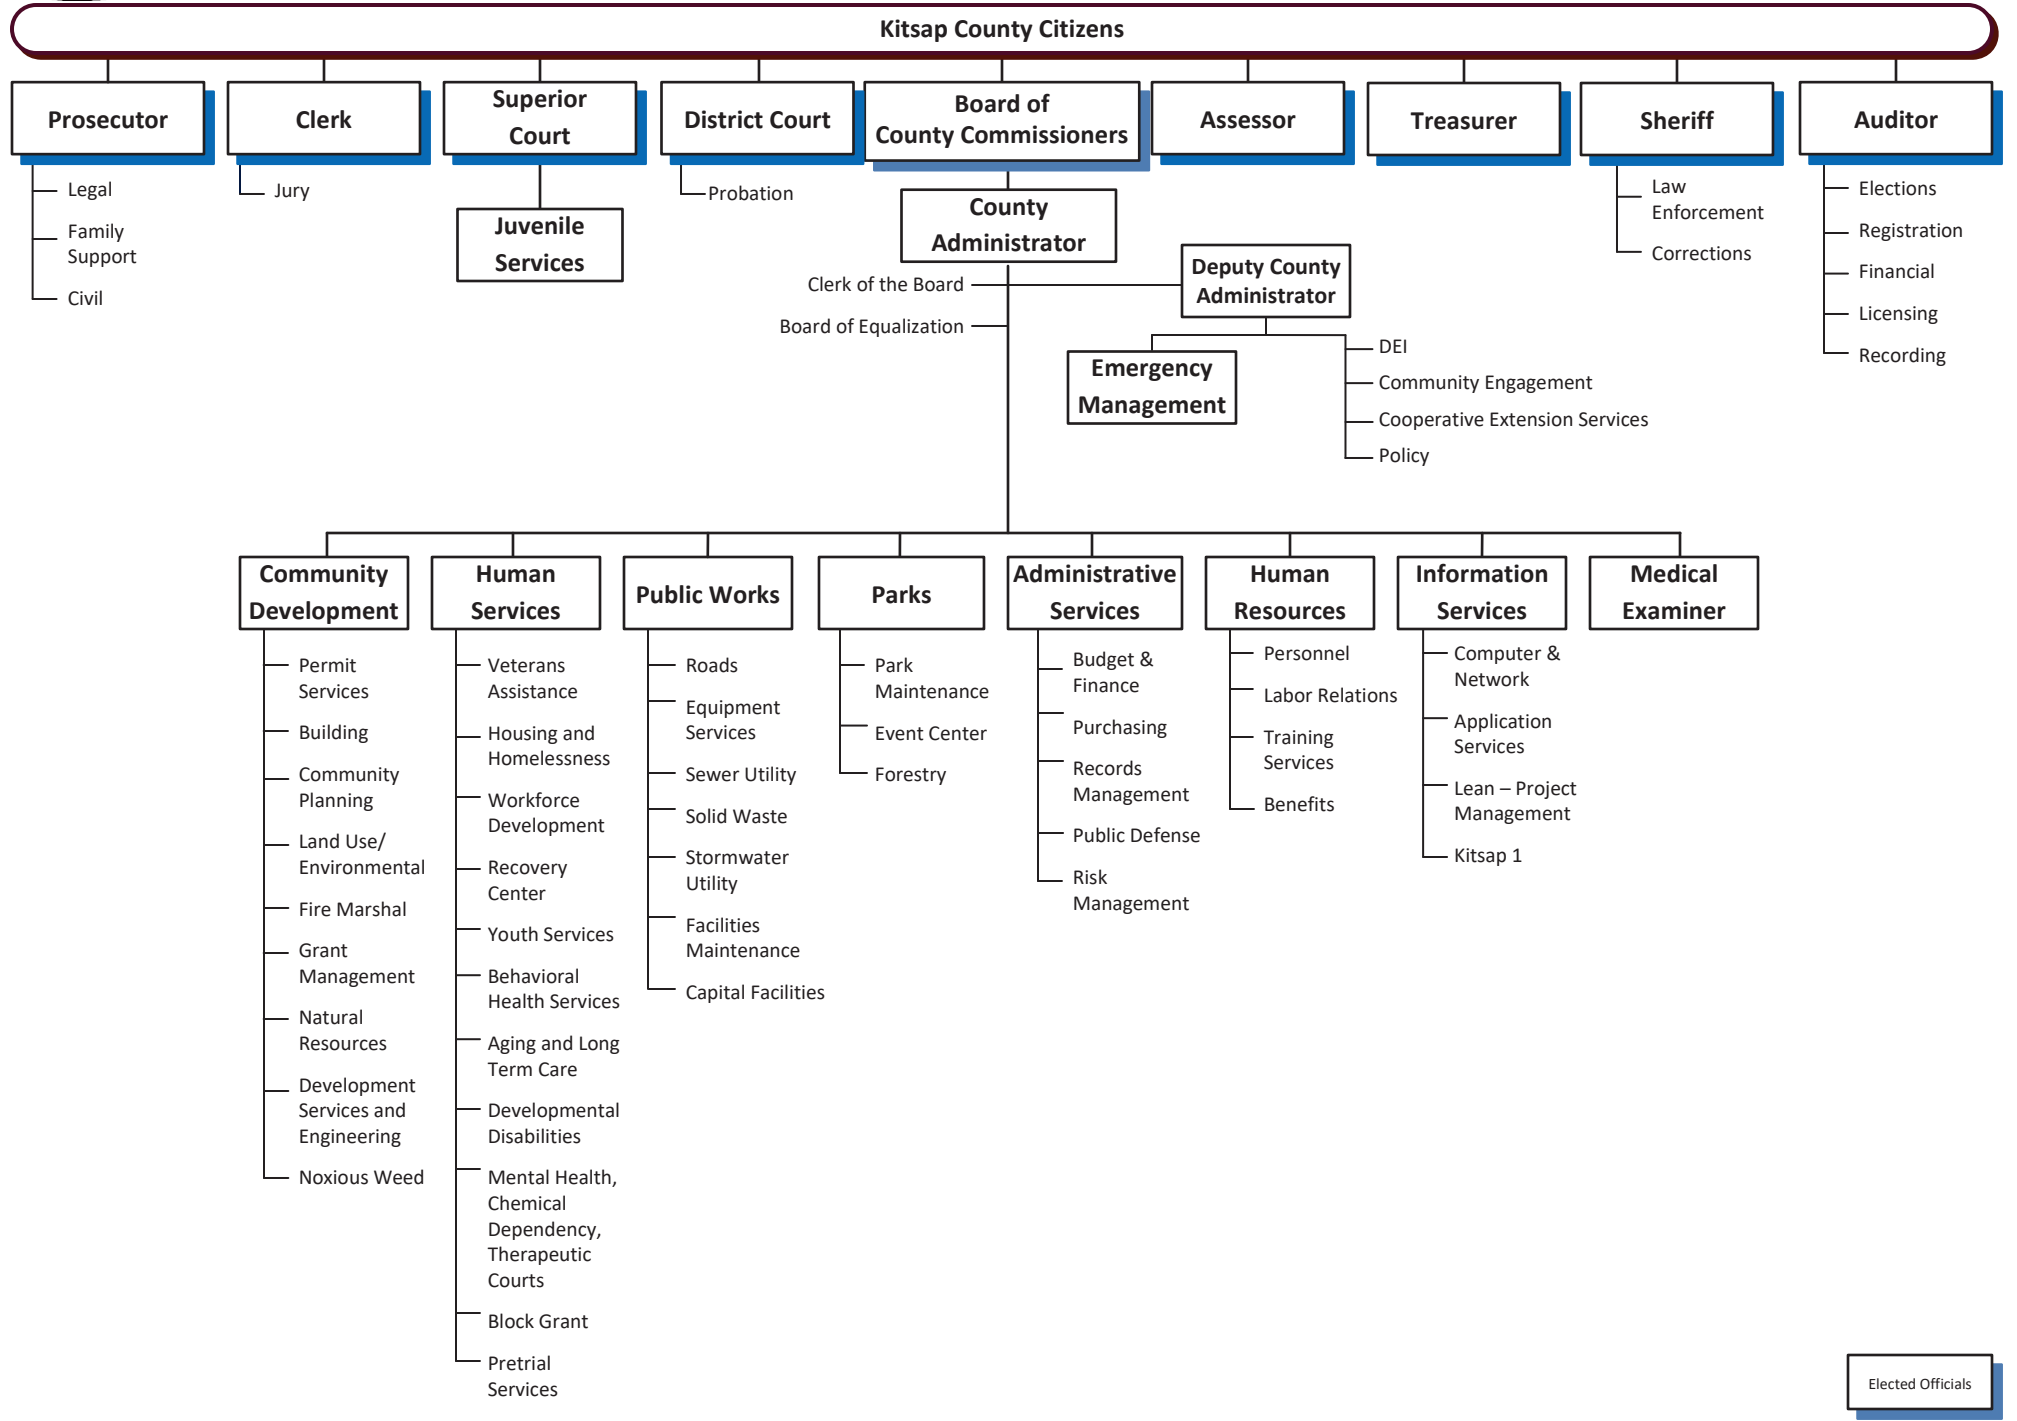 Kitsap County Citizens
Prosecutor
Legal
Family
Support
Civil
Clerk
Jury
Superior
Court
Juvenile
Services
District Court
Probation
Board of
County Commissioners
County
Administrator
Clerk of the Board
Board of Equalization
Deputy County
Administrator
Emergency
Management
DEI
Community Engagement
Cooperative Extension Services
Policy
Assessor
Treasurer
Sheriff
Law
Enforcement
Corrections
Auditor
Elections
Registration
Financial
Licensing
Recording
Community
Development
Permit
Services
Building
Community
Planning
Land Use/
Environmental
Fire Marshal
Grant
Management
Natural
Resources
Development
Services and
Engineering
Noxious Weed
Human
Services
Veterans
Assistance
Housing and
Homelessness
Workforce
Development
Recovery
Center
Youth Services
Behavioral
Health Services
Aging and Long
Term Care
Developmental
Disabilities
Mental Health,
Chemical
Dependency,
Therapeutic
Courts
Block Grant
Pretrial
Services
Public Works
Roads
Equipment
Services
Sewer Utility
Solid Waste
Stormwater
Utility
Facilities
Maintenance
Capital Facilities
Parks
Park
Maintenance
Event Center
Forestry
Administrative
Services
Budget &
Finance
Purchasing
Records
Management
Public Defense
Risk
Management
Human
Resources
Personnel
Labor Relations
Training
Services
Benefits
Information
Services
Computer &
Network
Application
Services
Lean – Project
Management
Kitsap 1
Medical
Examiner
Elected Officials